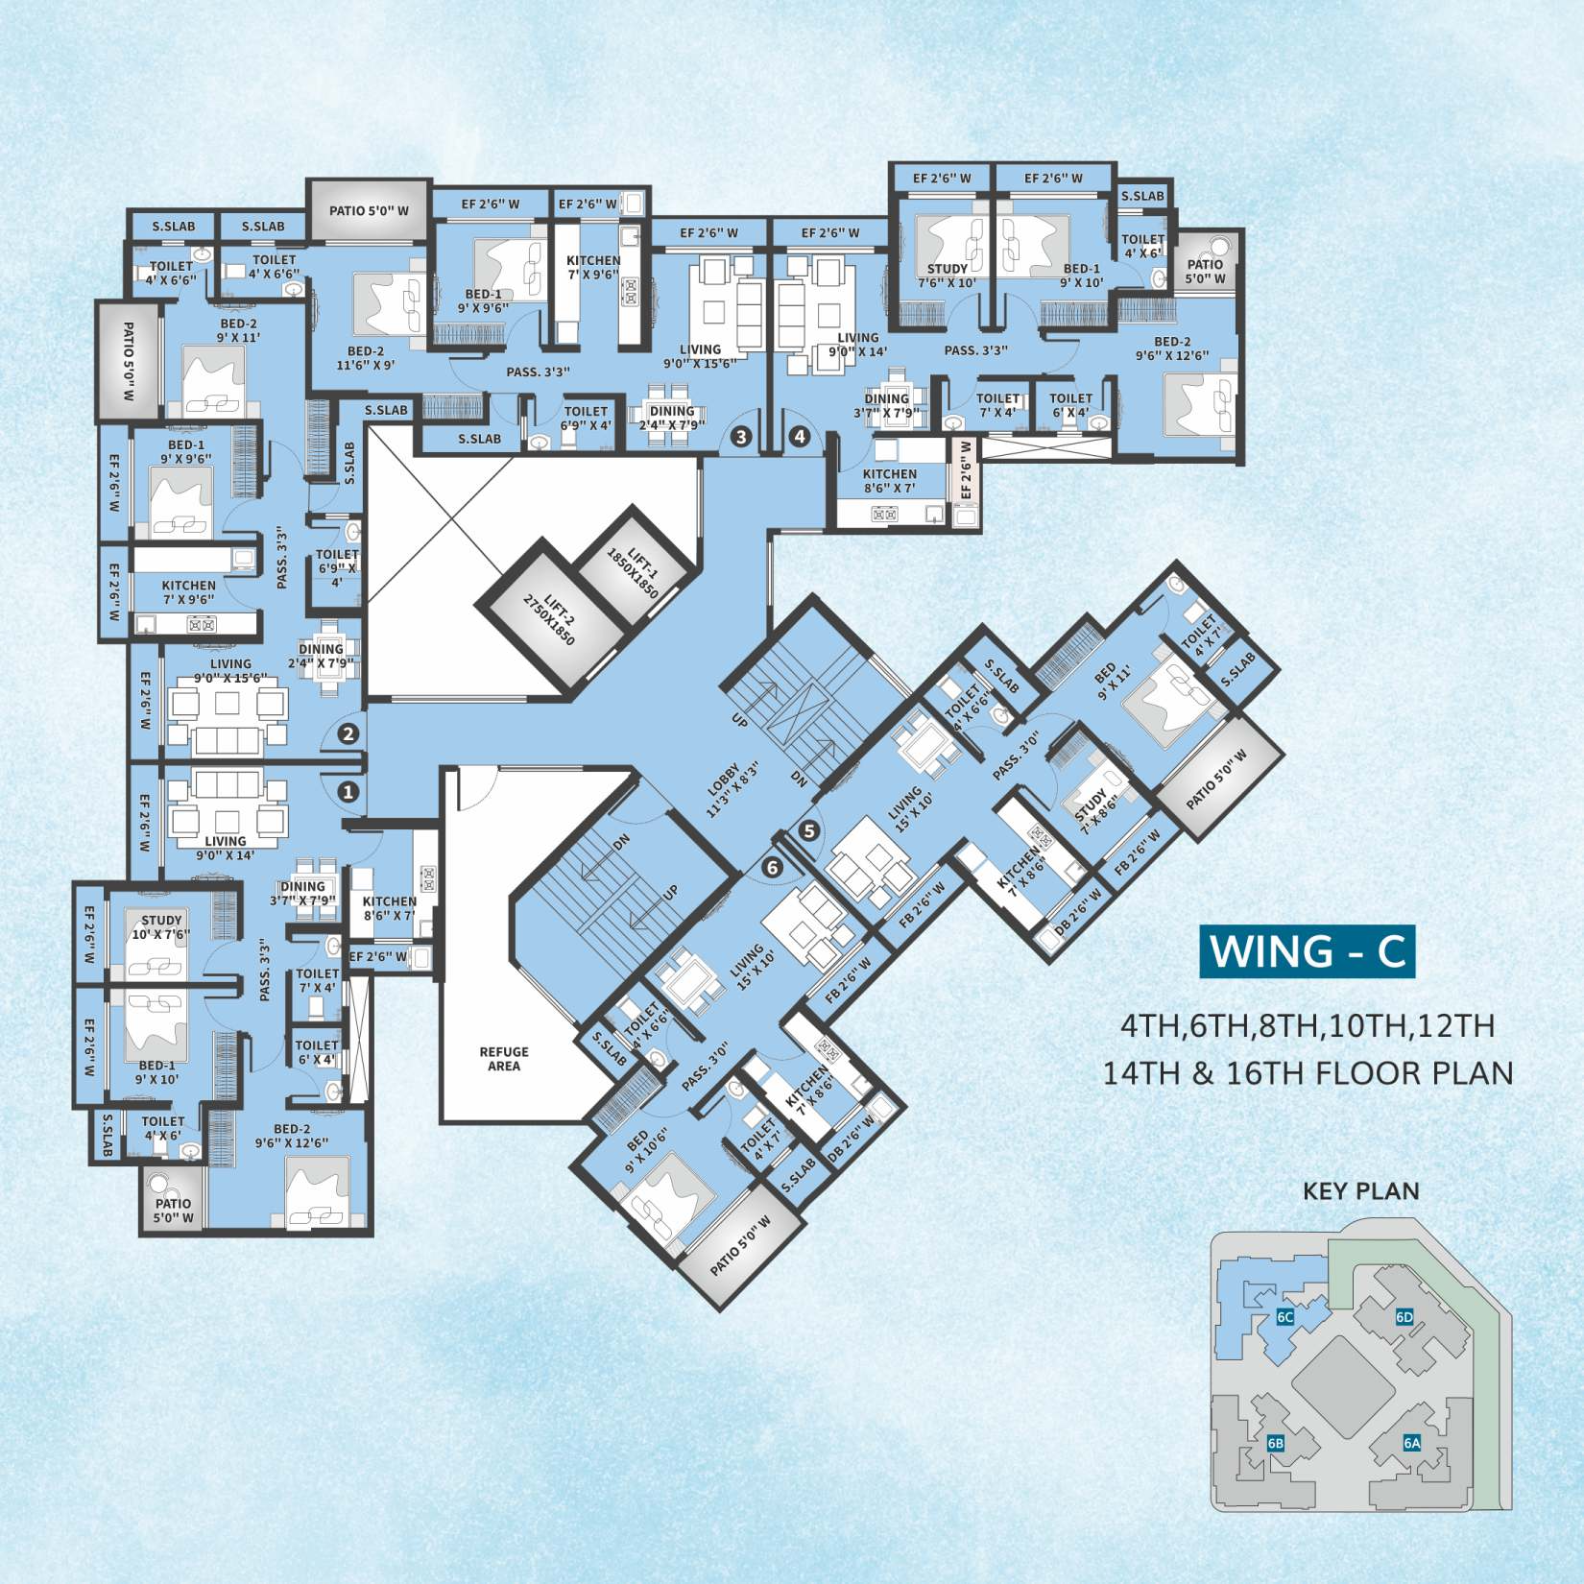 EF 2'6" W
EF 2'6" W
S.SLAB
PATIO 5'0" W
EF 2'6" W
EF 2'6" W
S.SLAB
S.SLAB
EF 2'6" W
EF 2'6" W
TOILET
4' X 6'6"
TOILET
4' X 6'6"
KITCHEN
7' X 9'6"
STUDY
7'6" X 10'
BED-1
9' X 10'
TOILET
4' X 6'
PATIO
5'0" W
BED-1
9' X 9'6"
BED-2
9' X 11'
PATIO 5'0" W
BED-2
11'6" X 9'
PASS. 3'3"
LIVING
9'0" X 15'6"
LIVING
9'0" X 14'
PASS. 3'3"
BED-2
9'6" X 12'6"
S.SLAB
S.SLAB
TOILET
6'9" X 4'
DINING
2'4" X 7'9"
DINING
3'7" X 7'9"
TOILET
7' X 4'
TOILET
6' X 4'
3
4
BED-1
9' X 9'6"
EF 2'6" W
S.SLAB
KITCHEN
8'6" X 7'
EF 2'6" W
LIFT-1
1850X1850
LIFT-2
2750X1850
TOILET
6'9" X
4'
PASS. 3'3"
KITCHEN
7' X 9'6"
EF 2'6" W
DINING
2'4" X 7'9"
LIVING
9'0" X 15'6"
EF 2'6" W
2
1
UP
DN
LOBBY
11'3" X 8'3"
TOILET
4' X 6'6"
S.SLAB
BED
9' X 11'
TOILET
4' X 7'
S.SLAB
PASS. 3'0"
PATIO 5'0" W
STUDY
7' X 8'6"
FB 2'6" W
LIVING
15' X 10'
5
KITCHEN
7' X 8'6"
DB 2'6" W
FB 2'6" W
6
EF 2'6" W
LIVING
9'0" X 14'
DINING
3'7" X 7'9"
KITCHEN
8'6" X 7'
EF 2'6" W
DN
UP
STUDY
10' X 7'6"
EF 2'6" W
PASS. 3'3"
TOILET
7' X 4'
TOILET
6' X 4'
BED-1
9' X 10'
EF 2'6" W
TOILET
4' X 6'
S.SLAB
BED-2
9'6" X 12'6"
PATIO
5'0" W
REFUGE
AREA
LIVING
15' X 10'
FB 2'6" W
TOILET
4' X 6'6"
S.SLAB
PASS. 3'0"
KITCHEN
7' X 8'6"
DB 2'6" W
BED
9' X 10'6"
TOILET
4' X 7'
S.SLAB
PATIO 5'0" W
WING - C
4TH,6TH,8TH,10TH,12TH
14TH & 16TH FLOOR PLAN
KEY PLAN
6C
6D
6B
6A